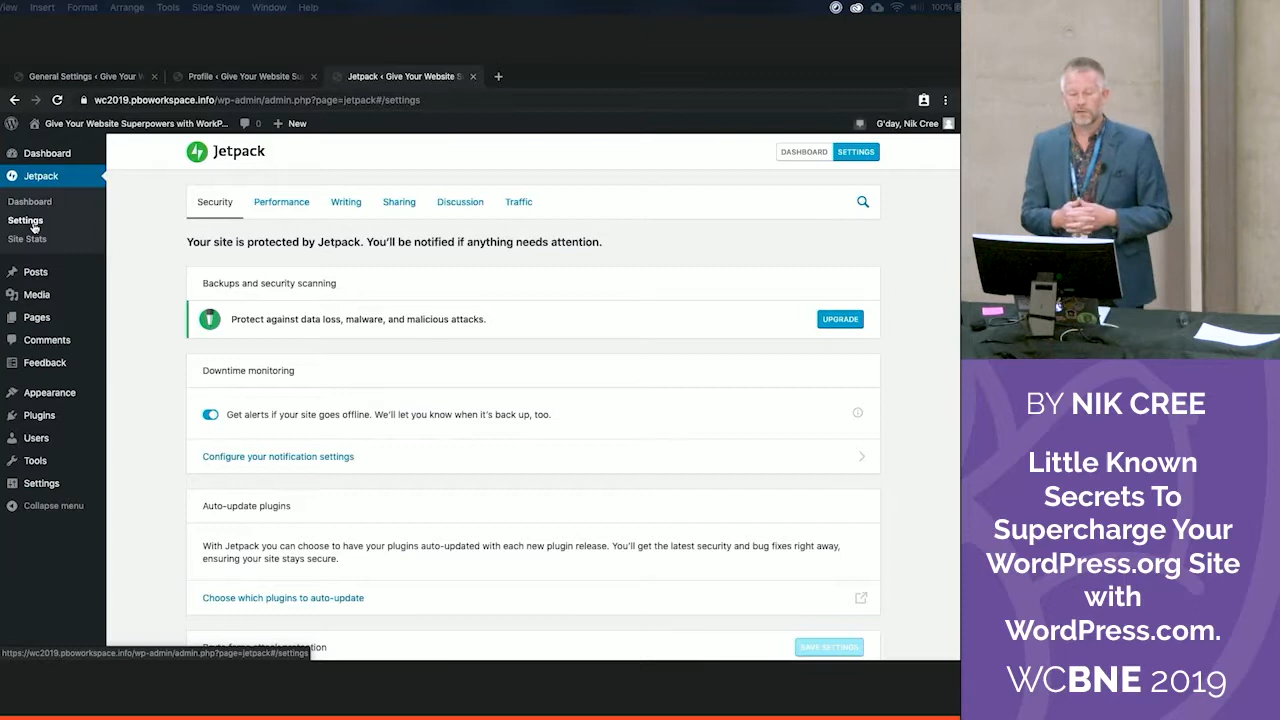 View Insert Format Arrange Tools Slide Show Window Help 100%
General Settings ‹ Give Your W
Profile ‹ Give Your Website Su
Jetpack ‹ Give Your Website S
wc2019.pboworkspace.info/wp-admin/admin.php?page=jetpack#/settings
Give Your Website Superpowers with WorkP... 0 + New G'day, Nik Cree
Dashboard
Jetpack
Dashboard
Settings
Site Stats
Posts
Media
Pages
Comments
Feedback
Appearance
Plugins
Users
Tools
Settings
Collapse menu
Jetpack
DASHBOARD SETTINGS
Security Performance Writing Sharing Discussion Traffic
Your site is protected by Jetpack. You'll be notified if anything needs attention.
Backups and security scanning
Protect against data loss, malware, and malicious attacks.
UPGRADE
Downtime monitoring
Get alerts if your site goes offline. We'll let you know when it's back up, too.
Configure your notification settings
Auto-update plugins
With Jetpack you can choose to have your plugins auto-updated with each new plugin release. You'll get the latest security and bug fixes right away,
ensuring your site stays secure.
Choose which plugins to auto-update
SAVE SETTINGS
https://wc2019.pboworkspace.info/wp-admin/admin.php?page=jetpack#/settings
BY NIK CREE
Little Known
Secrets To
Supercharge Your
WordPress.org Site
with
WordPress.com.
WCBNE 2019